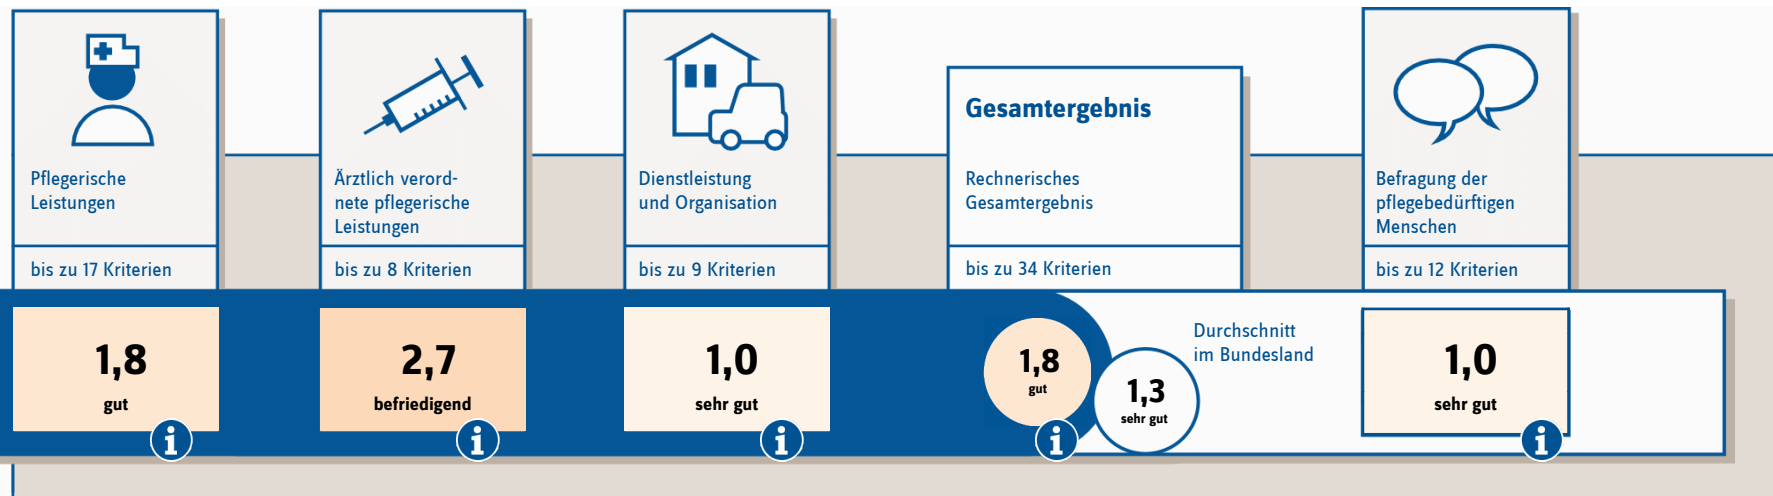 Pflegerische
Leistungen
bis zu 17 Kriterien
1,8
gut
i
Ärztlich verord-
nete pflegerische
Leistungen
bis zu 8 Kriterien
2,7
befriedigend
i
Dienstleistung
und Organisation
bis zu 9 Kriterien
1,0
sehr gut
i
Gesamtergebnis
Rechnerisches
Gesamtergebnis
bis zu 34 Kriterien
1,8
gut
i
1,3
sehr gut
Durchschnitt
im Bundesland
Befragung der
pflegebedürftigen
Menschen
bis zu 12 Kriterien
1,0
sehr gut
i